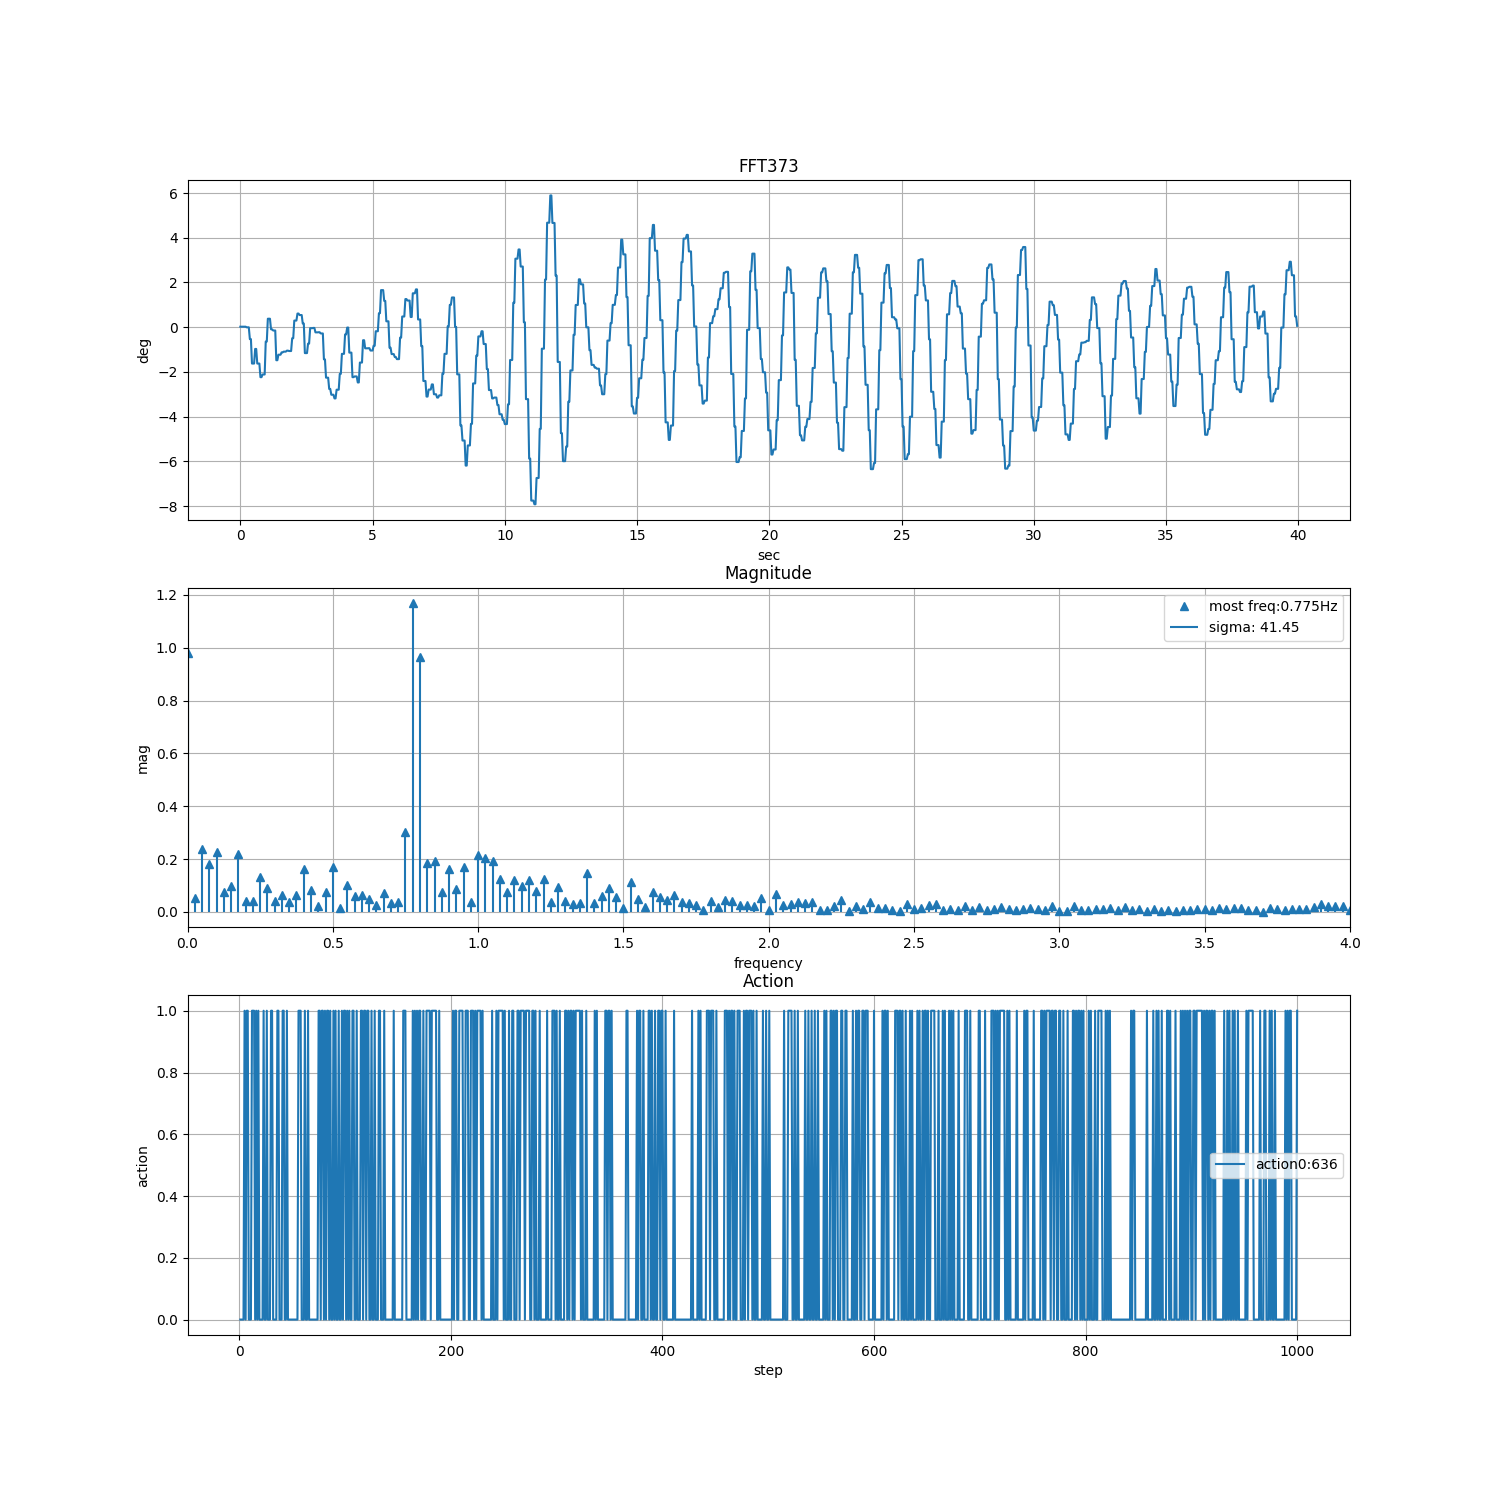 FFT373
6
4
2
0
−2
−4
−6
−8
deg
0 5 10 15 20 25 30 35 40
sec
Magnitude
1.2
1.0
0.8
0.6
0.4
0.2
0.0
mag
most freq:0.775Hz
sigma: 41.45
0.0 0.5 1.0 1.5 2.0 2.5 3.0 3.5 4.0
frequency
Action
1.0
0.8
0.6
0.4
0.2
0.0
action
action0:636
0 200 400 600 800 1000
step